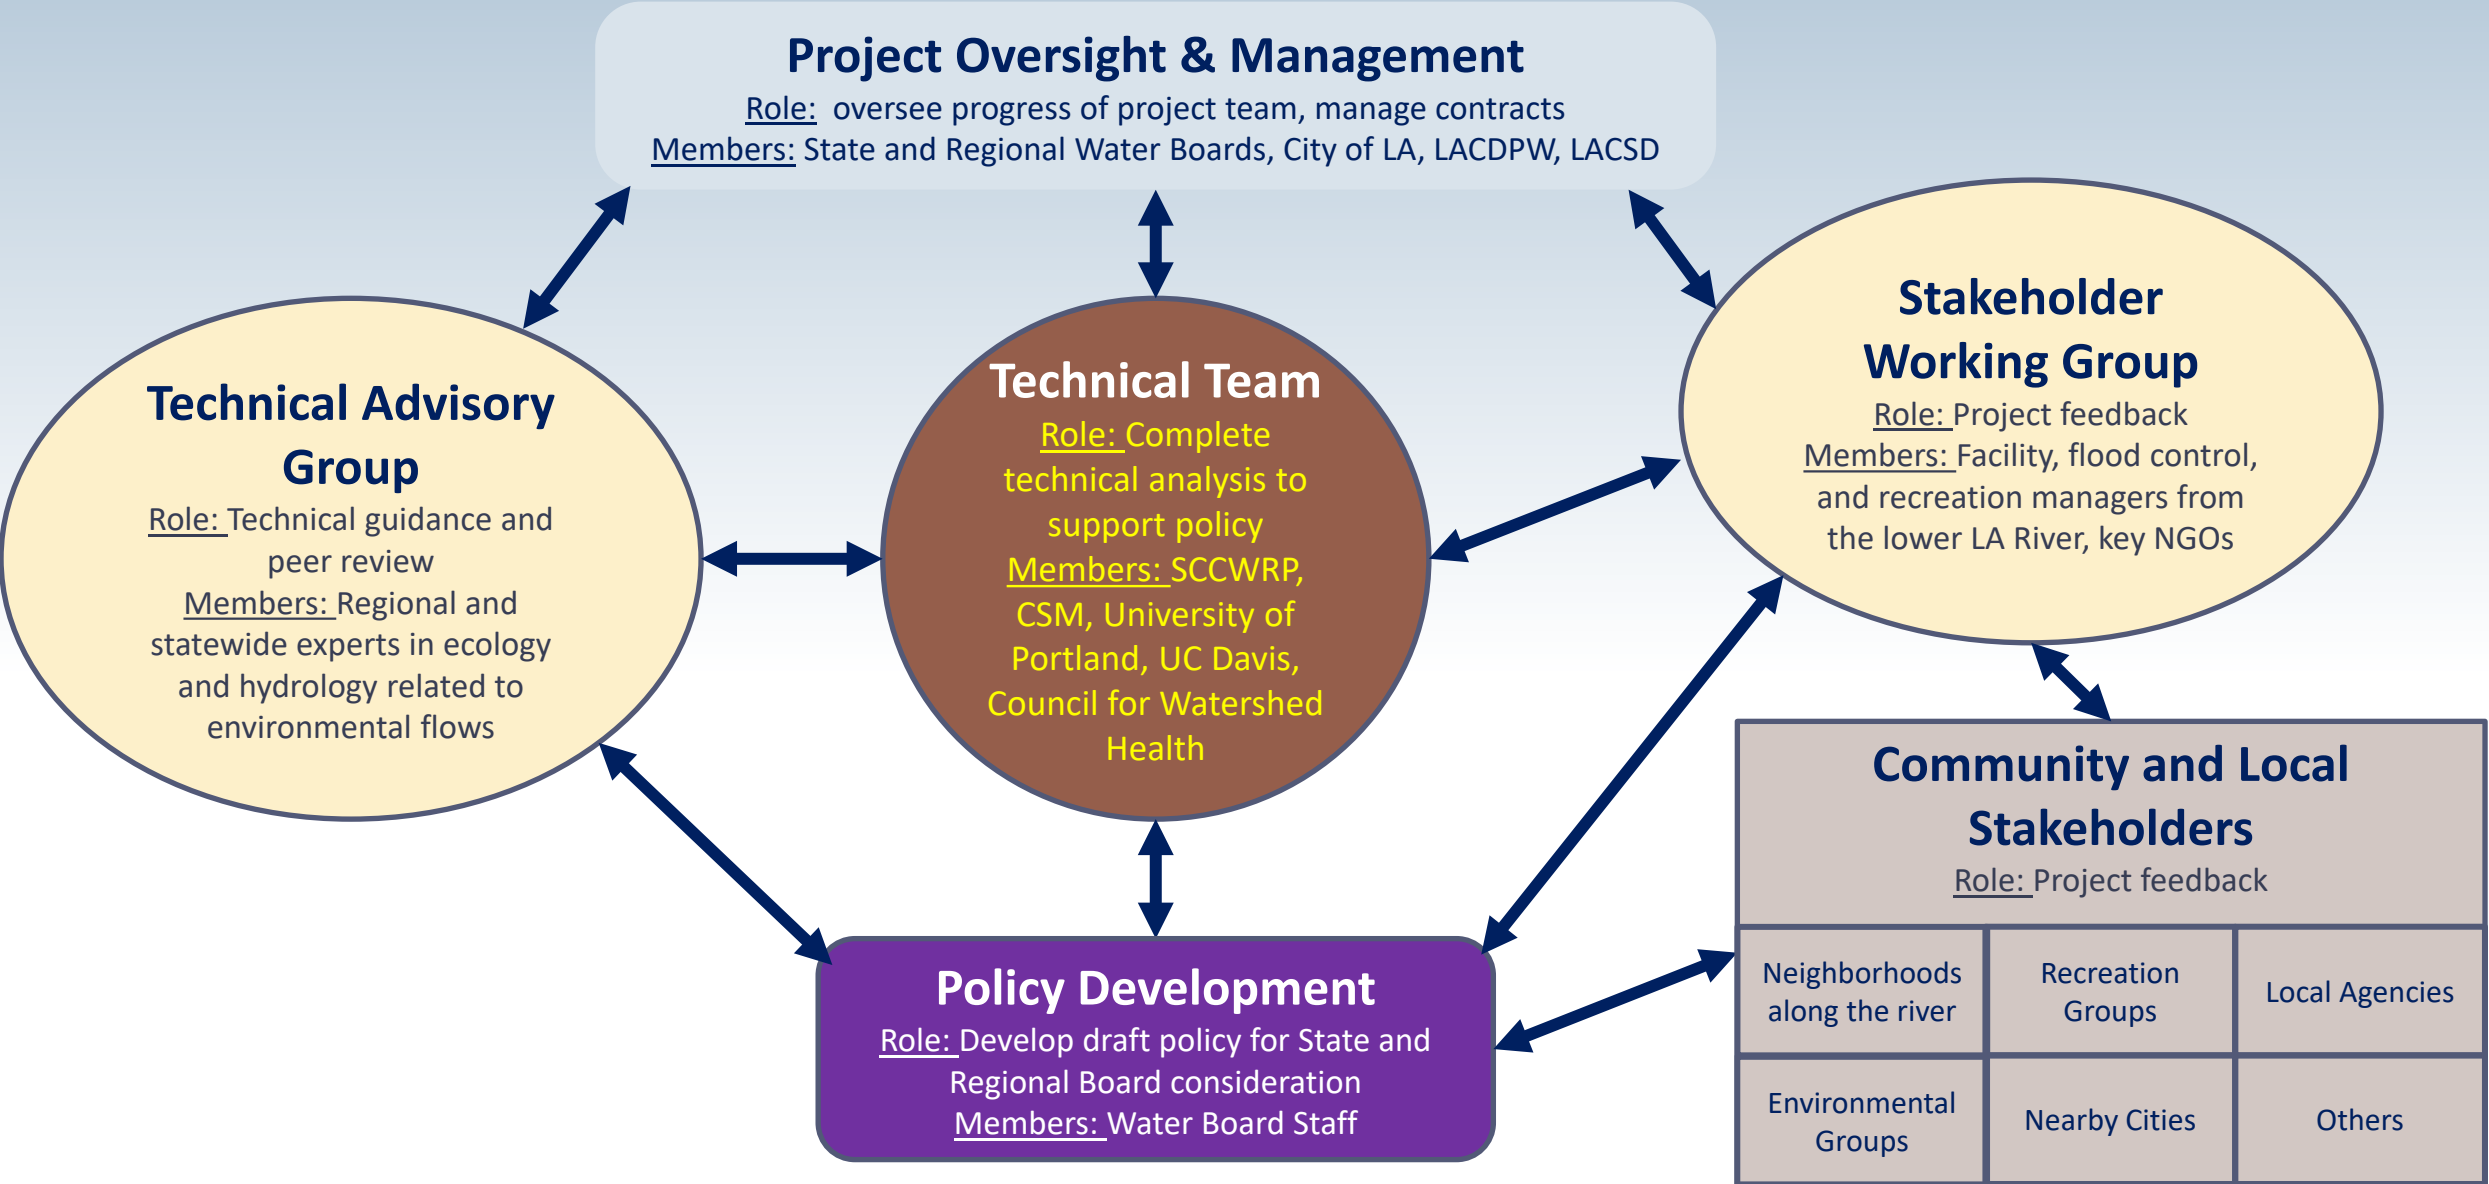 Project Oversight & Management
Role: oversee progress of project team, manage contracts
Members: State and Regional Water Boards, City of LA, LACDPW, LACSD
Technical Advisory
Group
Role: Technical guidance and
peer review
Members: Regional and
statewide experts in ecology
and hydrology related to
environmental flows
Technical Team
Role: Complete
technical analysis to
support policy
Members: SCCWRP,
CSM, University of
Portland, UC Davis,
Council for Watershed
Health
Stakeholder
Working Group
Role: Project feedback
Members: Facility, flood control,
and recreation managers from
the lower LA River, key NGOs
Policy Development
Role: Develop draft policy for State and
Regional Board consideration
Members: Water Board Staff
Community and Local
Stakeholders
Role: Project feedback
Neighborhoods
along the river
Recreation
Groups
Local Agencies
Environmental
Groups
Nearby Cities
Others